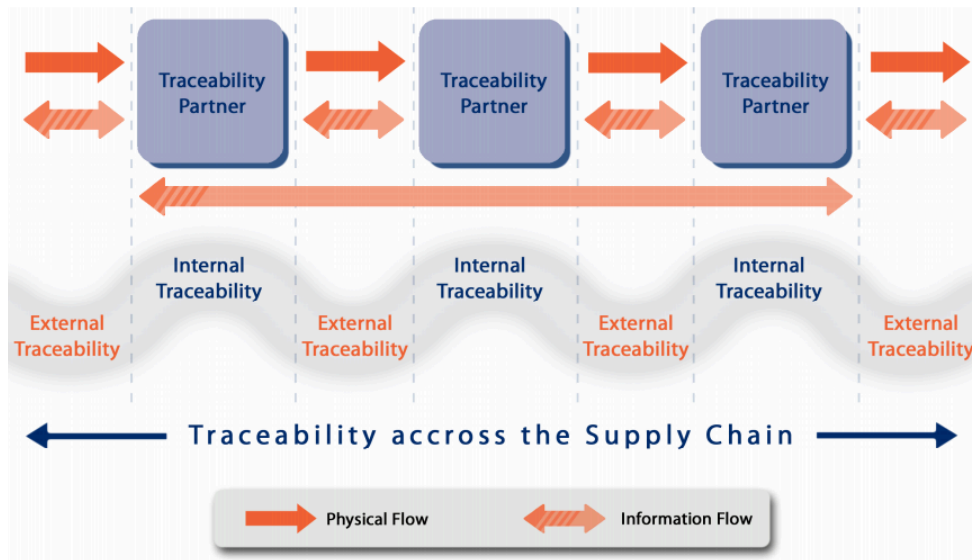 Traceability
Partner
Traceability
Partner
Traceability
Partner
Internal
Traceability
Internal
Traceability
Internal
Traceability
External
Traceability
External
Traceability
External
Traceability
External
Traceability
Traceability accross the Supply Chain
Physical Flow
Information Flow